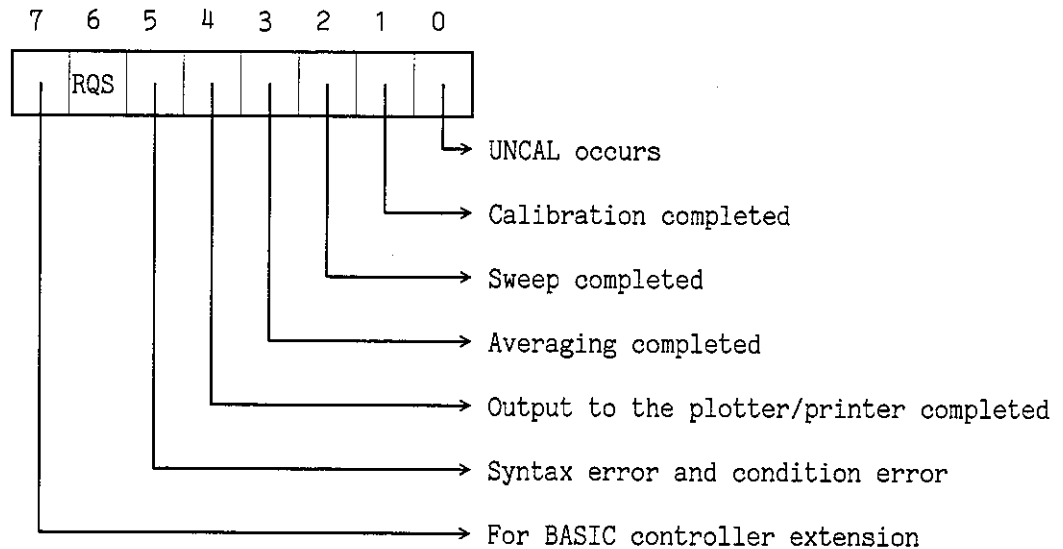 7 6 5 4 3 2 1 0
RQS
UNCAL occurs
Calibration completed
Sweep completed
Averaging completed
Output to the plotter/printer completed
Syntax error and condition error
For BASIC controller extension